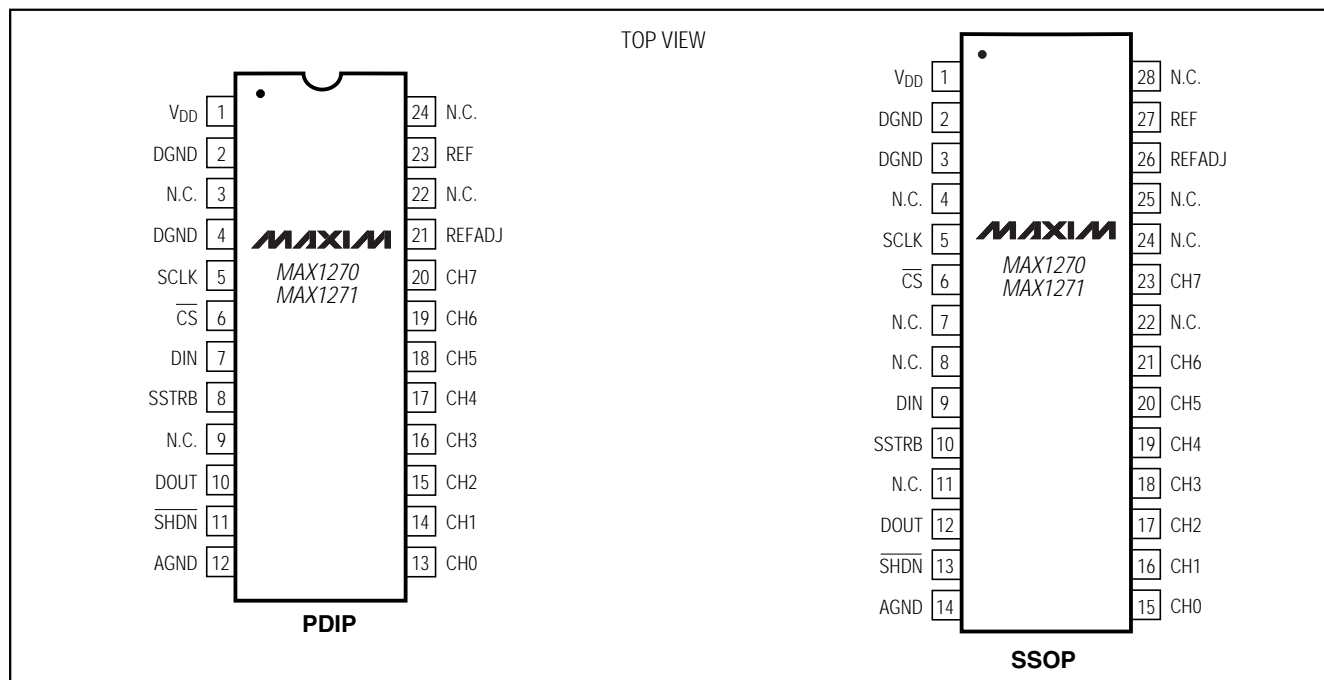 TOP VIEW
VDD 1 24 N.C.
DGND 2 23 REF
N.C. 3 22 N.C.
DGND 4 21 REFADJ
SCLK 5 20 CH7
CS 6 19 CH6
DIN 7 18 CH5
SSTRB 8 17 CH4
N.C. 9 16 CH3
DOUT 10 15 CH2
SHDN 11 14 CH1
AGND 12 13 CH0
MAXIM
MAX1270
MAX1271
PDIP
VDD 1 28 N.C.
DGND 2 27 REF
DGND 3 26 REFADJ
N.C. 4 25 N.C.
SCLK 5 24 N.C.
CS 6 23 CH7
N.C. 7 22 N.C.
N.C. 8 21 CH6
DIN 9 20 CH5
SSTRB 10 19 CH4
N.C. 11 18 CH3
DOUT 12 17 CH2
SHDN 13 16 CH1
AGND 14 15 CH0
MAXIM
MAX1270
MAX1271
SSOP